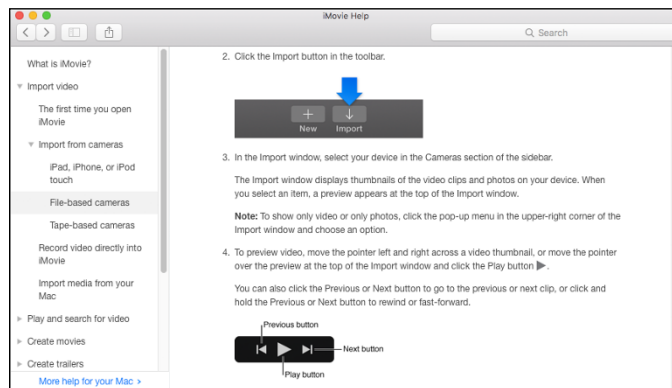 iMovie Help
Search
What is iMovie?
Import video
The first time you open
iMovie
Import from cameras
iPad, iPhone, or iPod
touch
File-based cameras
Tape-based cameras
Record video directly into
iMovie
Import media from your
Mac
Play and search for video
Create movies
Create trailers
More help for your Mac >
2. Click the Import button in the toolbar.
New Import
3. In the Import window, select your device in the Cameras section of the sidebar.
The Import window displays thumbnails of the video clips and photos on your device. When
you select an item, a preview appears at the top of the Import window.
Note: To show only video or only photos, click the pop-up menu in the upper-right corner of the
Import window and choose an option.
4. To preview video, move the pointer left and right across a video thumbnail, or move the pointer
over the preview at the top of the Import window and click the Play button ▶.
You can also click the Previous or Next button to go to the previous or next clip, or click and
hold the Previous or Next button to rewind or fast-forward.
Previous button
Next button
Play button